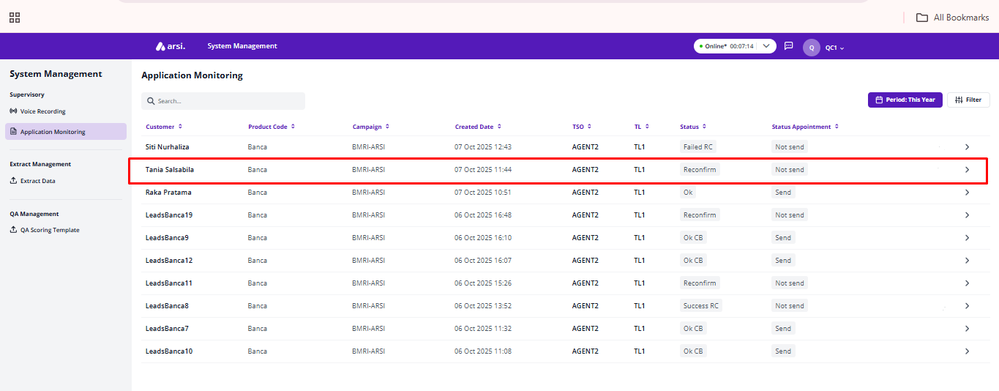 All Bookmarks
arsi. System Management Online* 00:07:14 Q QC1
System Management
Supervisory
Voice Recording
Application Monitoring
Extract Management
Extract Data
QA Management
QA Scoring Template
Application Monitoring
Search...
Period: This Year Filter
Customer Product Code Campaign Created Date TSO TL Status Status Appointment
Siti Nurhaliza Banca BMRI-ARSI 07 Oct 2025 12:43 AGENT2 TL1 Failed RC Not send
Tania Salsabila Banca BMRI-ARSI 07 Oct 2025 11:44 AGENT2 TL1 Reconfirm Not send
Raka Pratama Banca BMRI-ARSI 07 Oct 2025 10:51 AGENT2 TL1 Ok Send
LeadsBanca19 Banca BMRI-ARSI 06 Oct 2025 16:48 AGENT2 TL1 Reconfirm Not send
LeadsBanca9 Banca BMRI-ARSI 06 Oct 2025 16:10 AGENT2 TL1 Ok CB Send
LeadsBanca12 Banca BMRI-ARSI 06 Oct 2025 16:07 AGENT2 TL1 Ok CB Send
LeadsBanca11 Banca BMRI-ARSI 06 Oct 2025 15:26 AGENT2 TL1 Reconfirm Not send
LeadsBanca8 Banca BMRI-ARSI 06 Oct 2025 13:52 AGENT2 TL1 Success RC Not send
LeadsBanca7 Banca BMRI-ARSI 06 Oct 2025 11:32 AGENT2 TL1 Ok CB Send
LeadsBanca10 Banca BMRI-ARSI 06 Oct 2025 11:08 AGENT2 TL1 Ok CB Send